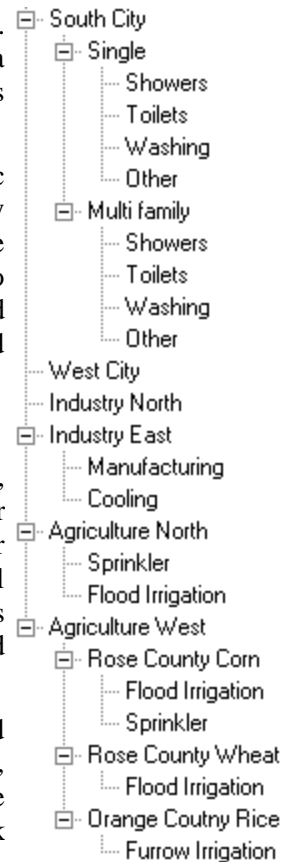 South City
Single
Showers
Toilets
Washing
Other
Multi family
Showers
Toilets
Washing
Other
West City
Industry North
Industry East
Manufacturing
Cooling
Agriculture North
Sprinkler
Flood Irrigation
Agriculture West
Rose County Corn
Flood Irrigation
Sprinkler
Rose County Wheat
Flood Irrigation
Orange Coutny Rice
Furrow Irrigation